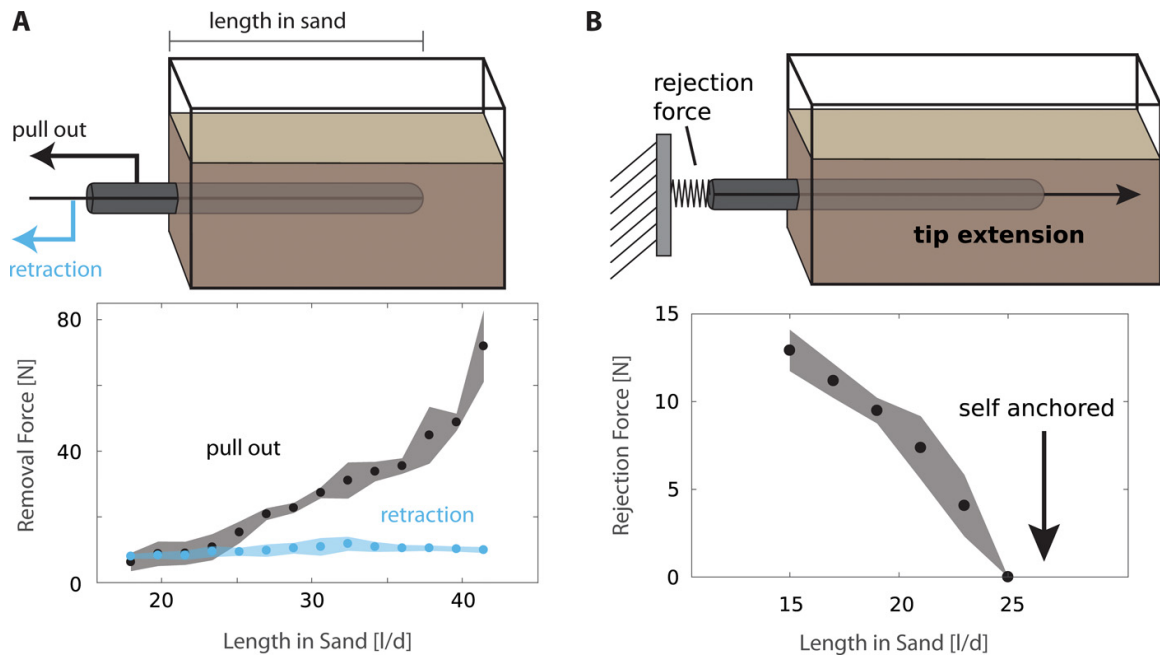 A
length in sand
pull out
retraction
80
40
0
Removal Force [N]
pull out
retraction
20
30
40
Length in Sand [l/d]
B
rejection
force
tip extension
15
10
5
0
Rejection Force [N]
self anchored
15
20
25
Length in Sand [l/d]